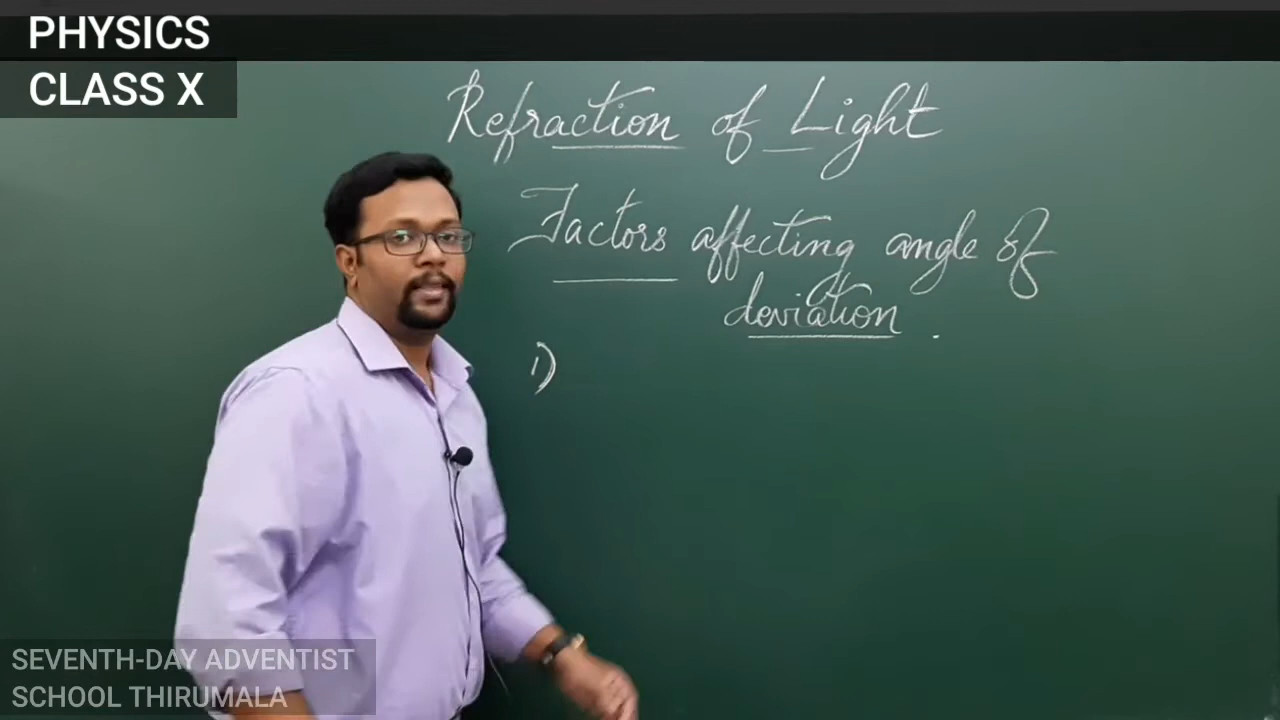 PHYSICS
CLASS X
Refraction of Light
Factors affecting angle of
deviation.
1)
SEVENTH-DAY ADVENTIST
SCHOOL THIRUMALA